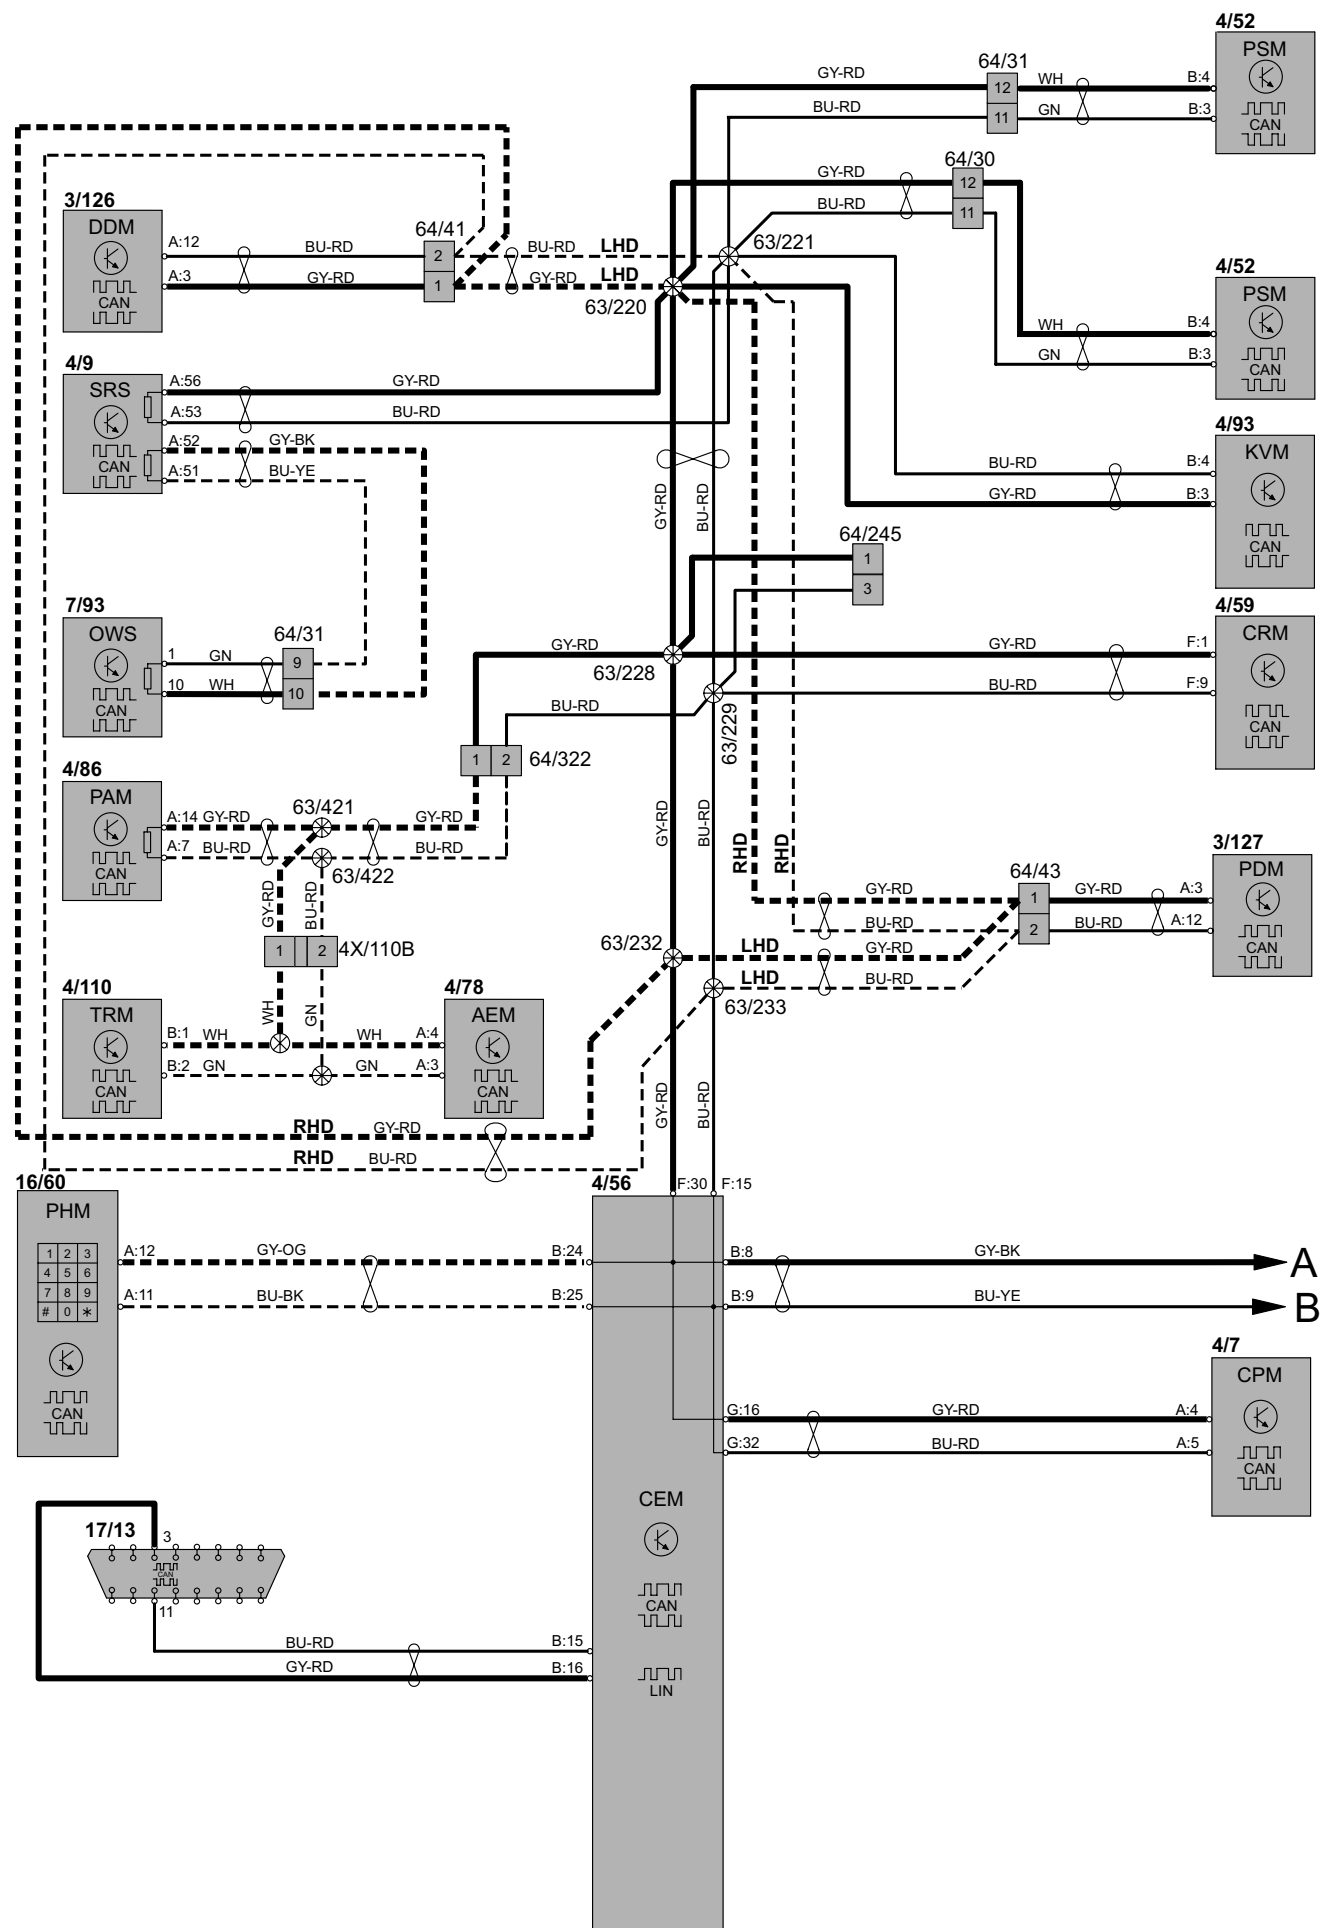 4/52
PSM
CAN
B:4
B:3
64/31
12
11
GY-RD
WH
BU-RD
GN
64/30
12
11
GY-RD
BU-RD
63/221
4/52
PSM
CAN
WH
B:4
GN
B:3
3/126
DDM
CAN
A:12
BU-RD
A:3
GY-RD
64/41
2
1
BU-RD
LHD
GY-RD
LHD
63/220
4/9
SRS
CAN
A:56
GY-RD
A:53
BU-RD
A:52
GY-BK
A:51
BU-YE
GY-RD
BU-RD
4/93
KVM
CAN
BU-RD
B:4
GY-RD
B:3
64/245
1
3
7/93
OWS
CAN
1
GN
10
WH
64/31
9
10
4/59
CRM
CAN
GY-RD
F:1
BU-RD
F:9
GY-RD
63/228
BU-RD
63/229
1
2
64/322
4/86
PAM
CAN
A:14
GY-RD
A:7
BU-RD
63/421
GY-RD
BU-RD
63/422
GY-RD
BU-RD
GY-RD
BU-RD
RHD
RHD
3/127
PDM
CAN
64/43
1
2
GY-RD
BU-RD
GY-RD
A:3
BU-RD
A:12
1
2
4X/110B
63/232
LHD
GY-RD
LHD
BU-RD
63/233
4/110
TRM
CAN
B:1
WH
B:2
GN
WH
GN
WH
A:4
GN
A:3
4/78
AEM
CAN
GY-RD
BU-RD
RHD
GY-RD
RHD
BU-RD
16/60
PHM
1 2 3
4 5 6
7 8 9
# 0 *
CAN
A:12
GY-OG
B:24
A:11
BU-BK
B:25
4/56
F:30
F:15
B:8
GY-BK
A
B:9
BU-YE
B
G:16
GY-RD
A:4
G:32
BU-RD
A:5
4/7
CPM
CAN
CEM
CAN
LIN
17/13
3
CAN
11
BU-RD
B:15
GY-RD
B:16